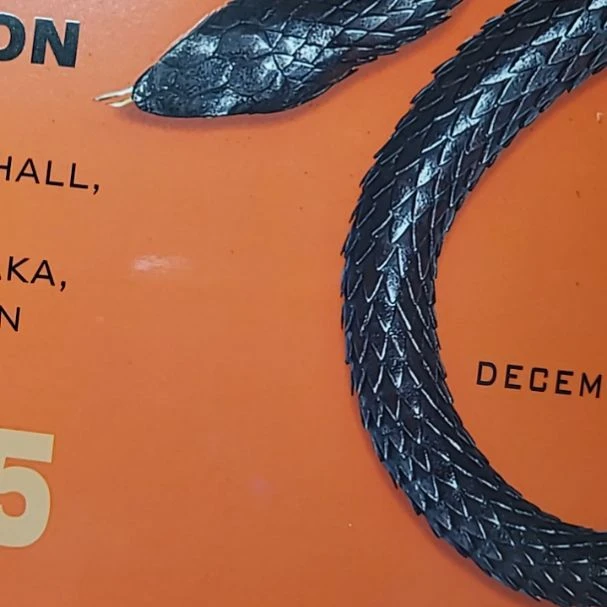 ON
HALL,
AKA,
N
DECEM
5